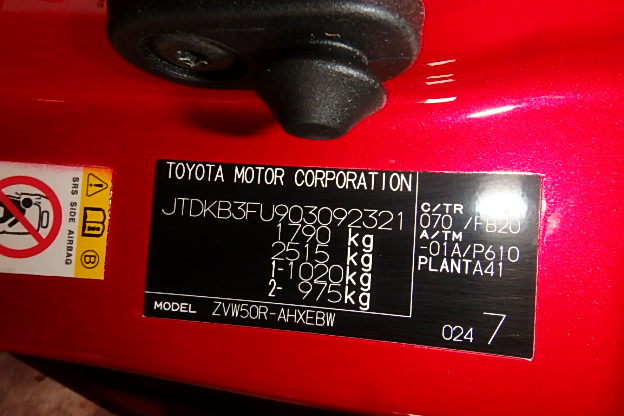 TOYOTA MOTOR CORPORATION
JTDKB3FU903092321
1790 kg
2515 kg
1-1020kg
2- 975kg
MODEL ZVW50R-AHXEBW
C/TR
070 /FB20
A/TM
-01A/P610
PLANTA41
024 7
SRS SIDE AIRBAG
B